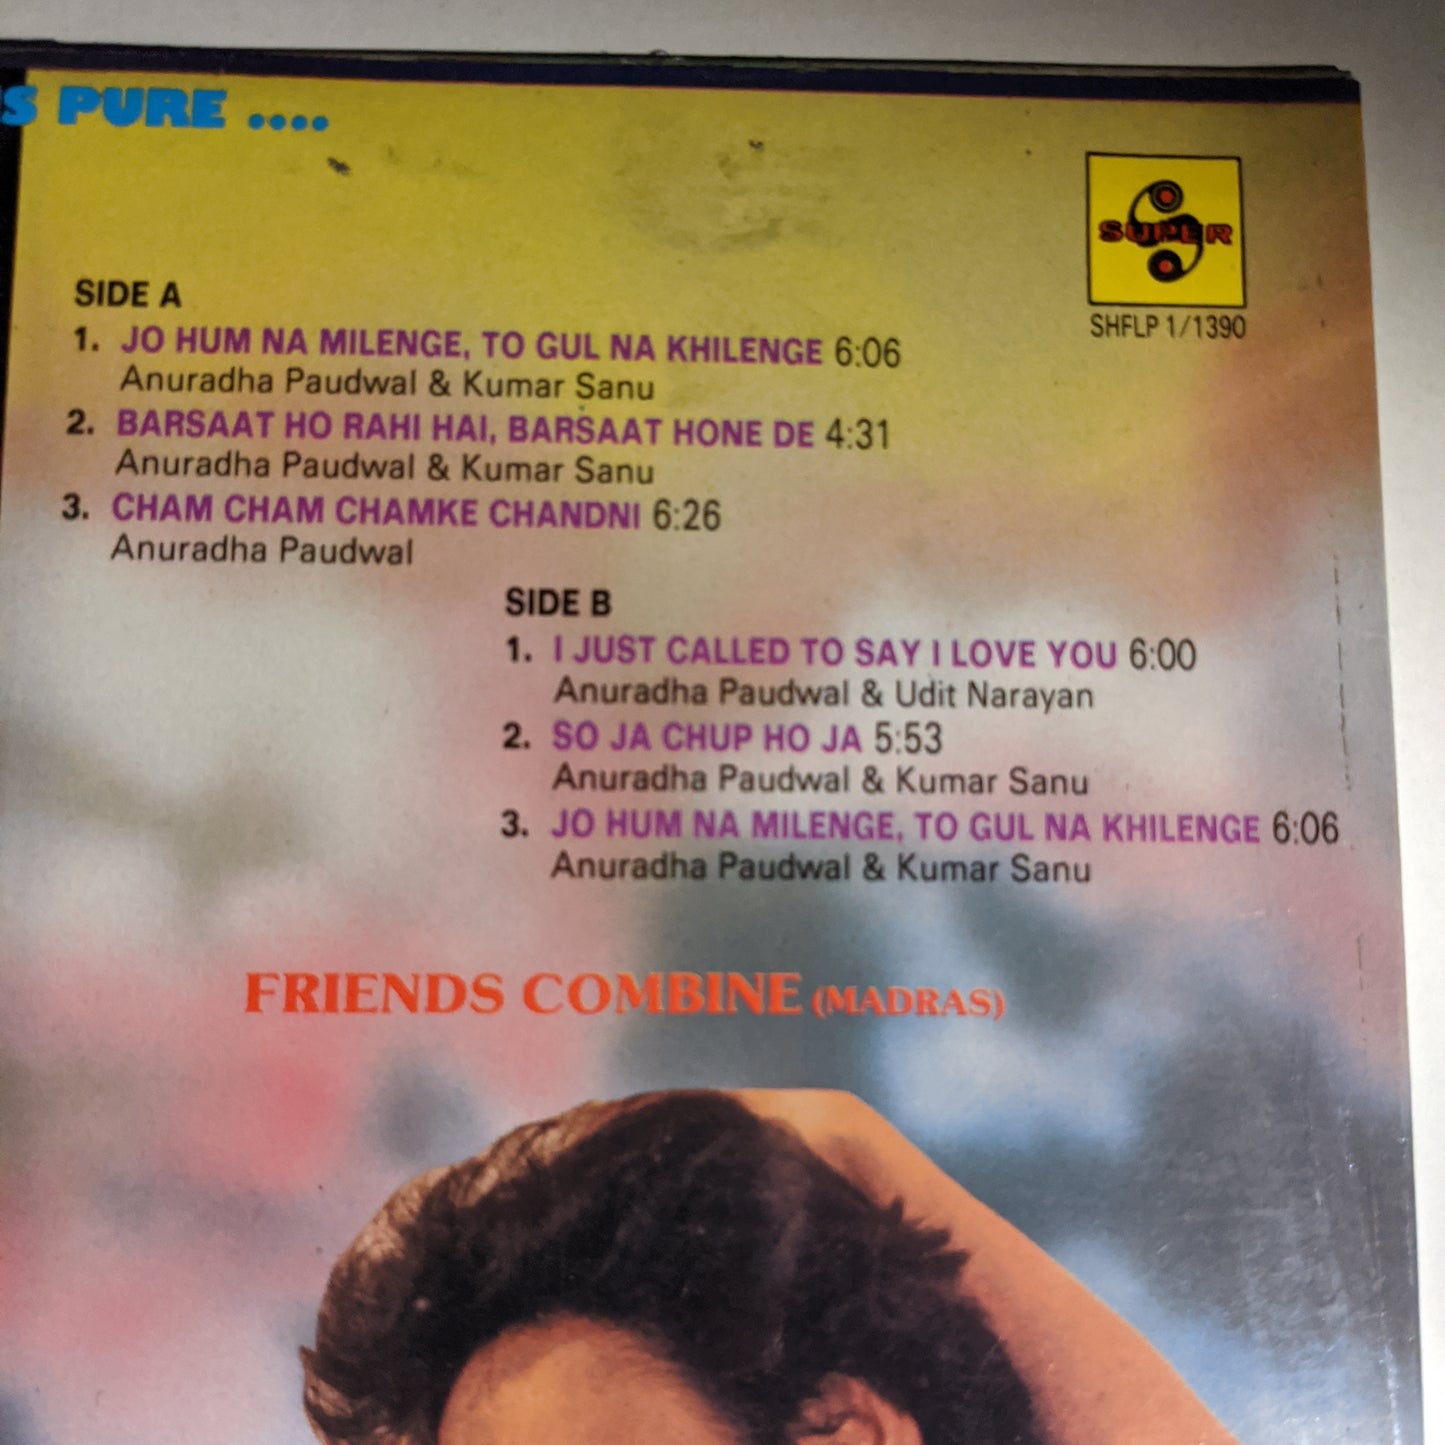 S PURE ....
SUPER
SHFLP 1/1390
SIDE A
1. JO HUM NA MILENGE, TO GUL NA KHILENGE 6:06
Anuradha Paudwal & Kumar Sanu
2. BARSAAT HO RAHI HAI, BARSAAT HONE DE 4:31
Anuradha Paudwal & Kumar Sanu
3. CHAM CHAM CHAMKE CHANDNI 6:26
Anuradha Paudwal
SIDE B
1. I JUST CALLED TO SAY I LOVE YOU 6:00
Anuradha Paudwal & Udit Narayan
2. SO JA CHUP HO JA 5:53
Anuradha Paudwal & Kumar Sanu
3. JO HUM NA MILENGE, TO GUL NA KHILENGE 6:06
Anuradha Paudwal & Kumar Sanu
FRIENDS COMBINE (MADRAS)